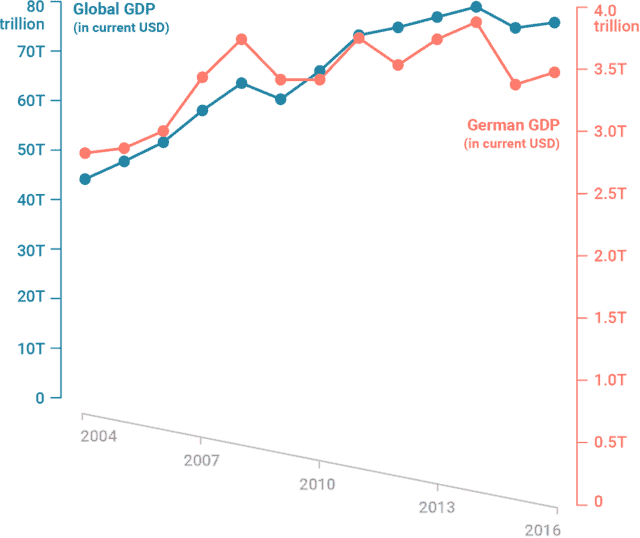 80
trillion
70T
60T
50T
40T
30T
20T
10T
0
Global GDP
(in current USD)
4.0
trillion
3.5T
3.0T
2.5T
2.0T
1.5T
1.0T
0.5T
0
German GDP
(in current USD)
2004
2007
2010
2013
2016